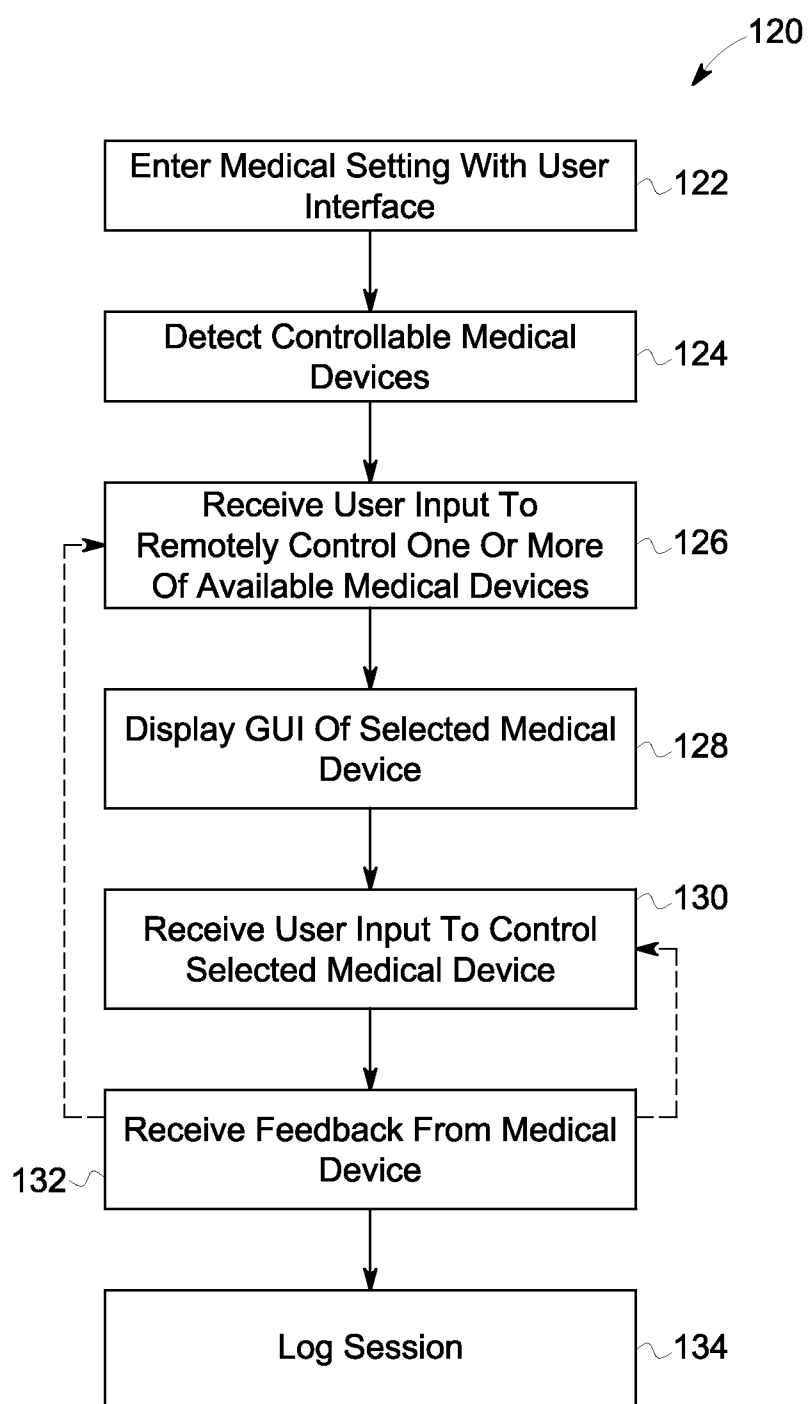 120
Enter Medical Setting With User
Interface
122
Detect Controllable Medical
Devices
124
Receive User Input To
Remotely Control One Or More
Of Available Medical Devices
126
Display GUI Of Selected Medical
Device
128
Receive User Input To Control
Selected Medical Device
130
Receive Feedback From Medical
Device
132
Log Session
134